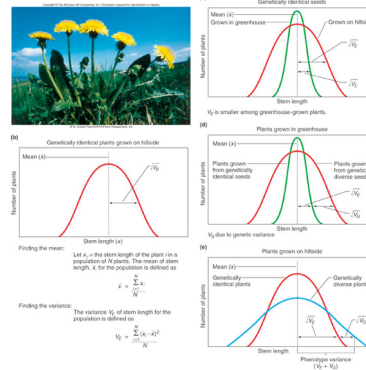 Copyright © The McGraw-Hill Companies, Inc. Permission required for reproduction or display.
(b)
Genetically identical plants grown on hillside
Mean (x̄)
√V_E
Number of plants
Stem length (x)
Finding the mean:
Let x_i = the stem length of the plant i in a
population of N plants. The mean of stem
length, x̄, for the population is defined as
x̄ = Σ x_i / N
Finding the variance:
The variance V_E of stem length for the
population is defined as
V_E = Σ (x_i – x̄)² / N
Genetically identical seeds
Mean (x̄)
Grown in greenhouse
Grown on hillside
√V_E
√V_E
Number of plants
Stem length
V_E is smaller among greenhouse-grown plants.
(d)
Plants grown in greenhouse
Mean (x̄)
Plants grown
from genetically
identical seeds
Plants grown
from genetically
diverse seeds
√V_E
√V_G
Number of plants
Stem length
V_G due to genetic variance
(e)
Plants grown on hillside
Mean (x̄)
Genetically
identical plants
Genetically
diverse plants
√V_E
√V_G
Number of plants
Stem length
Phenotype variance
(V_E + V_G)